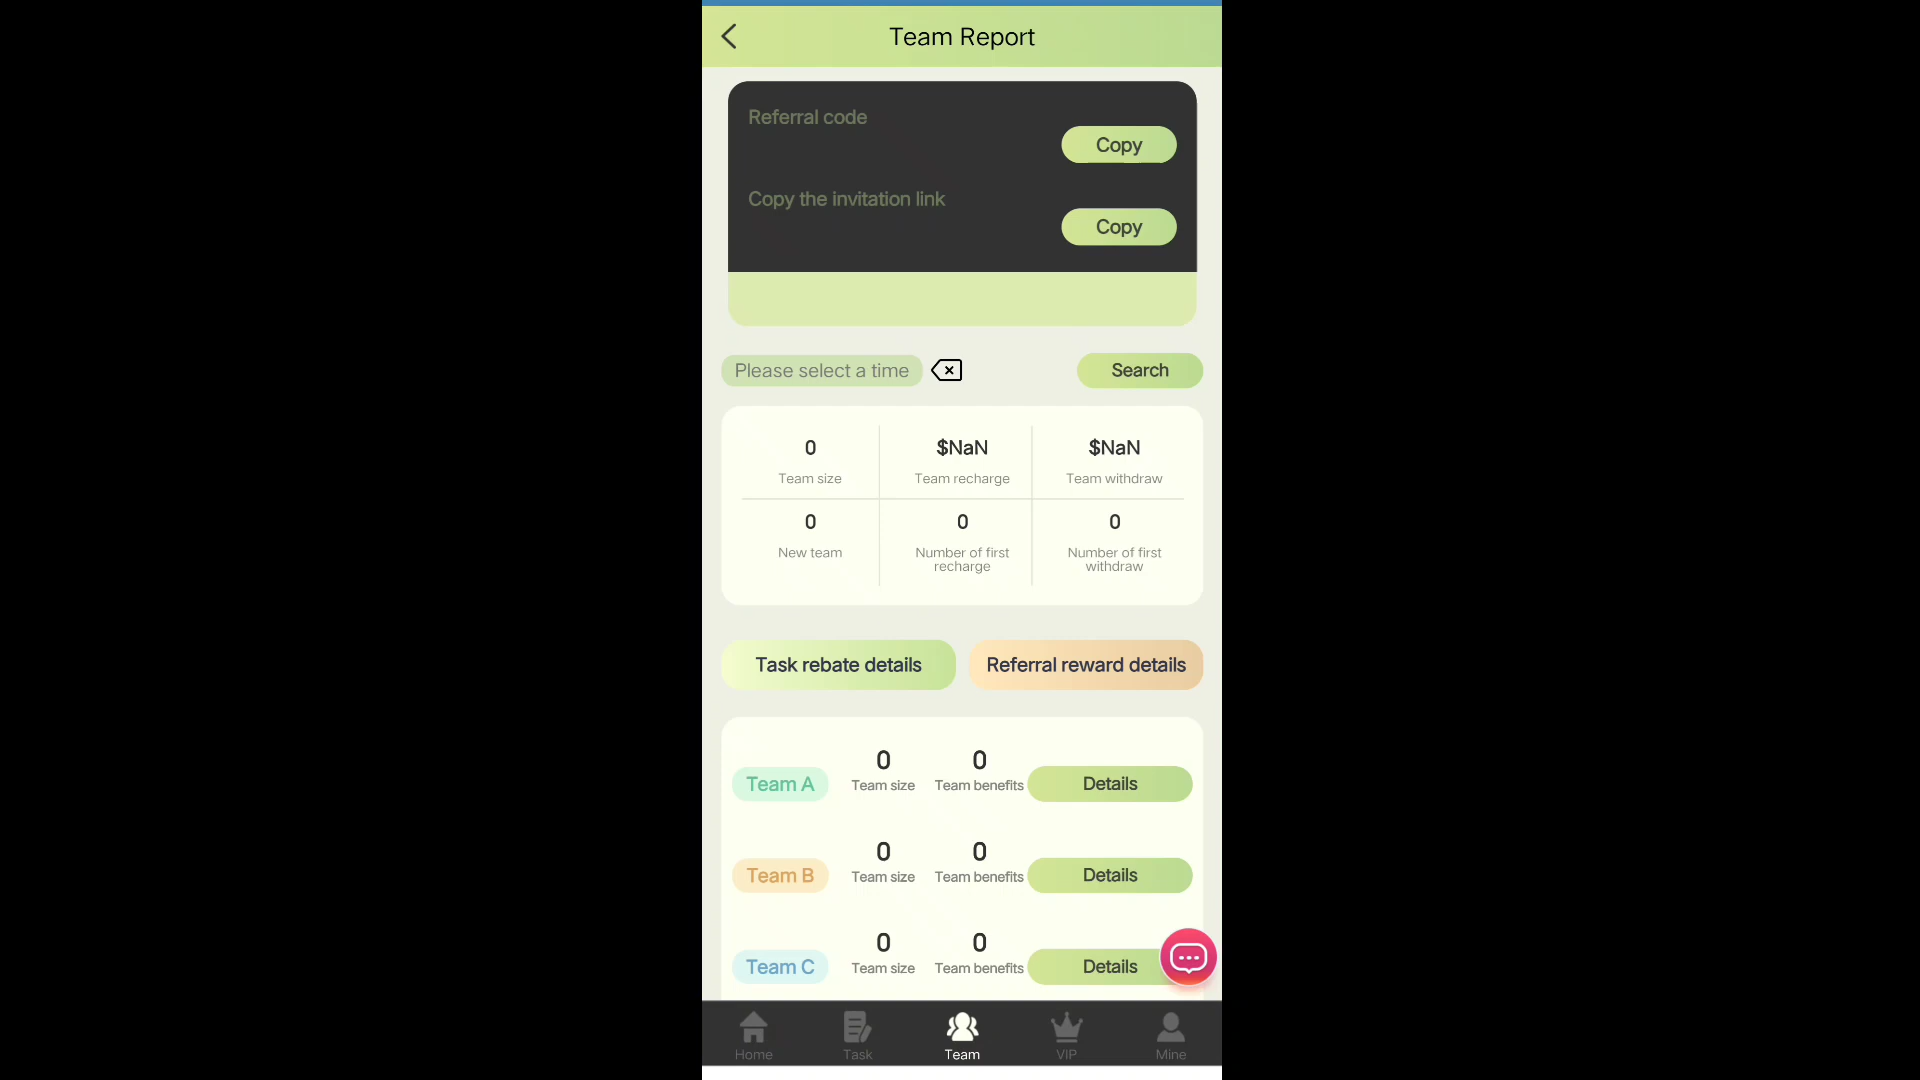 Team Report
Referral code
Copy
Copy the invitation link
Copy
Please select a time
Search
0 $NaN $NaN
Team size Team recharge Team withdraw
0 0 0
New team Number of first Number of first
recharge withdraw
Task rebate details Referral reward details
0 0
Team A Team size Team benefits Details
0 0
Team B Team size Team benefits Details
0 0
Team C Team size Team benefits Details
Home Task Team VIP Mine